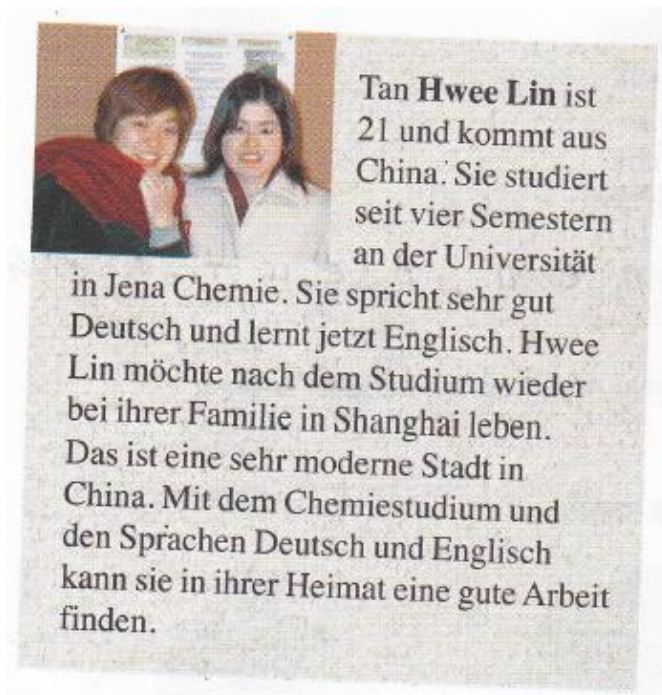 Tan Hwee Lin ist
21 und kommt aus
China. Sie studiert
seit vier Semestern
an der Universität
in Jena Chemie. Sie spricht sehr gut
Deutsch und lernt jetzt Englisch. Hwee
Lin möchte nach dem Studium wieder
bei ihrer Familie in Shanghai leben.
Das ist eine sehr moderne Stadt in
China. Mit dem Chemiestudium und
den Sprachen Deutsch und Englisch
kann sie in ihrer Heimat eine gute Arbeit
finden.